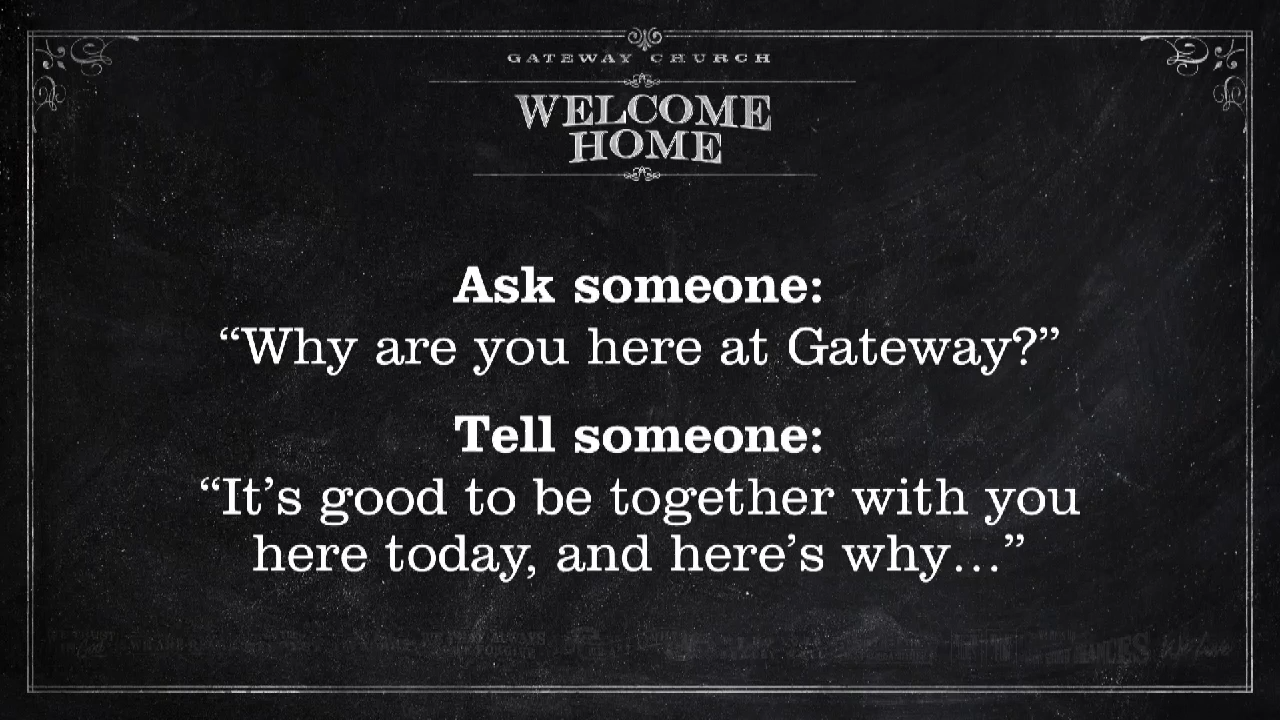 GATEWAY CHURCH
WELCOME
HOME
Ask someone:
“Why are you here at Gateway?”
Tell someone:
“It’s good to be together with you
here today, and here’s why...”